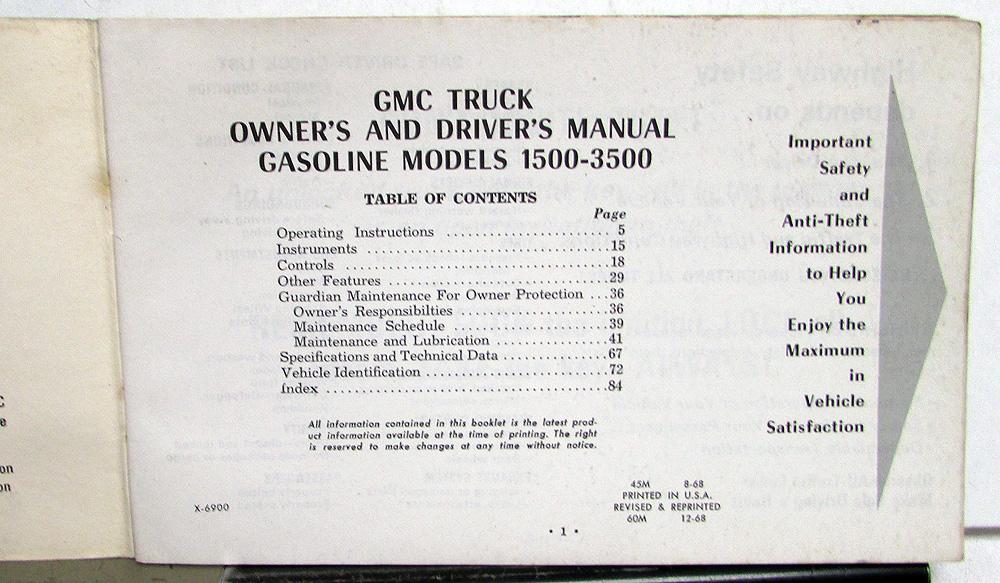 GMC TRUCK
OWNER'S AND DRIVER'S MANUAL
GASOLINE MODELS 1500-3500
TABLE OF CONTENTS
Page
Operating Instructions . . . . . . . . . . . . . . . . . . . . 5
Instruments . . . . . . . . . . . . . . . . . . . . . . . . . . . .15
Controls . . . . . . . . . . . . . . . . . . . . . . . . . . . . . .18
Other Features . . . . . . . . . . . . . . . . . . . . . . . . .29
Guardian Maintenance For Owner Protection . . .36
Owner's Responsibilties . . . . . . . . . . . . . . . . . .36
Maintenance Schedule . . . . . . . . . . . . . . . . . . .39
Maintenance and Lubrication . . . . . . . . . . . . .41
Specifications and Technical Data . . . . . . . . . . .67
Vehicle Identification . . . . . . . . . . . . . . . . . . . .72
Index . . . . . . . . . . . . . . . . . . . . . . . . . . . . . . . .84
All information contained in this booklet is the latest prod-
uct information available at the time of printing. The right
is reserved to make changes at any time without notice.
Important
Safety
and
Anti-Theft
Information
to Help
You
Enjoy the
Maximum
in
Vehicle
Satisfaction
X-6900
45M 8-68
PRINTED IN U.S.A.
REVISED & REPRINTED
60M 12-68
• 1 •